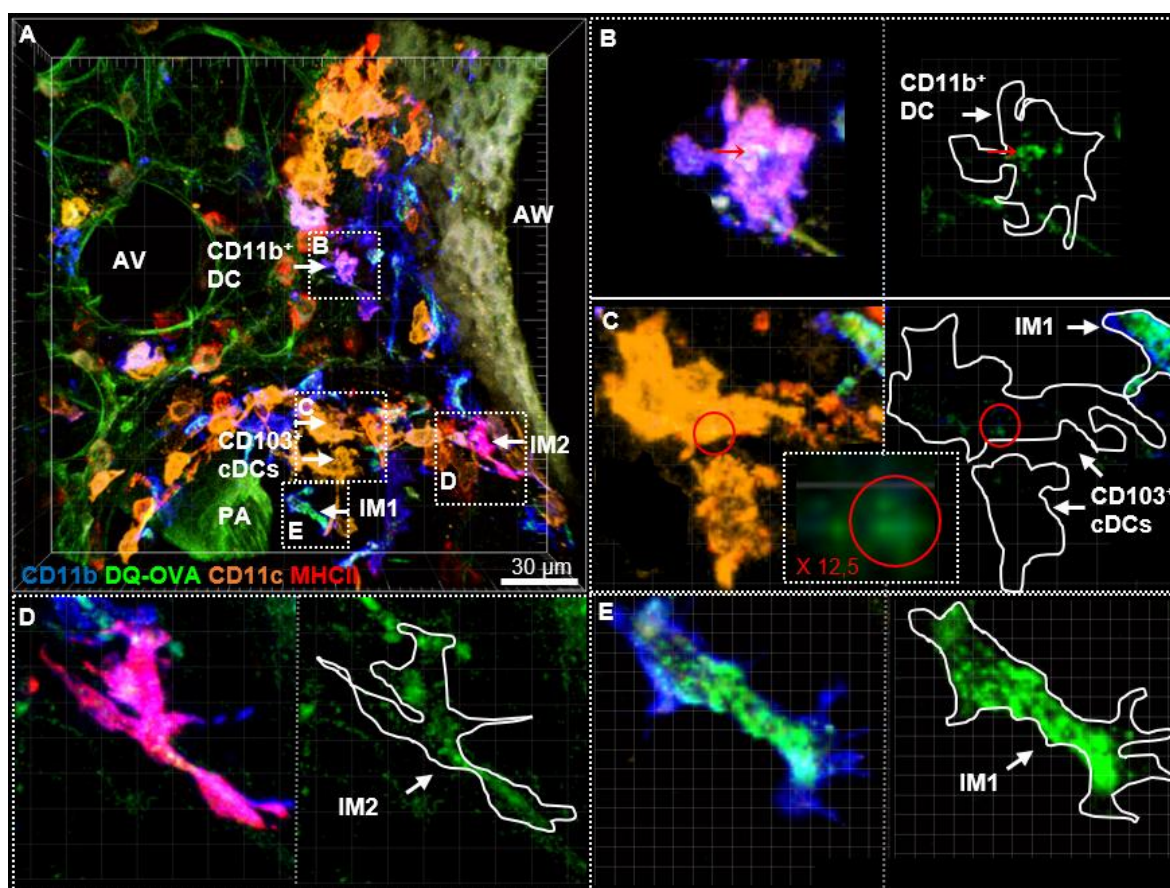 A
AV
CD11b⁺
DC
B
AW
C
CD103⁺
cDCs
IM2
D
PA
IM1
E
CD11b DQ-OVA CD11c MHCII
30 µm
B
CD11b⁺
DC
C
IM1
CD103⁺
cDCs
X 12,5
D
IM2
E
IM1